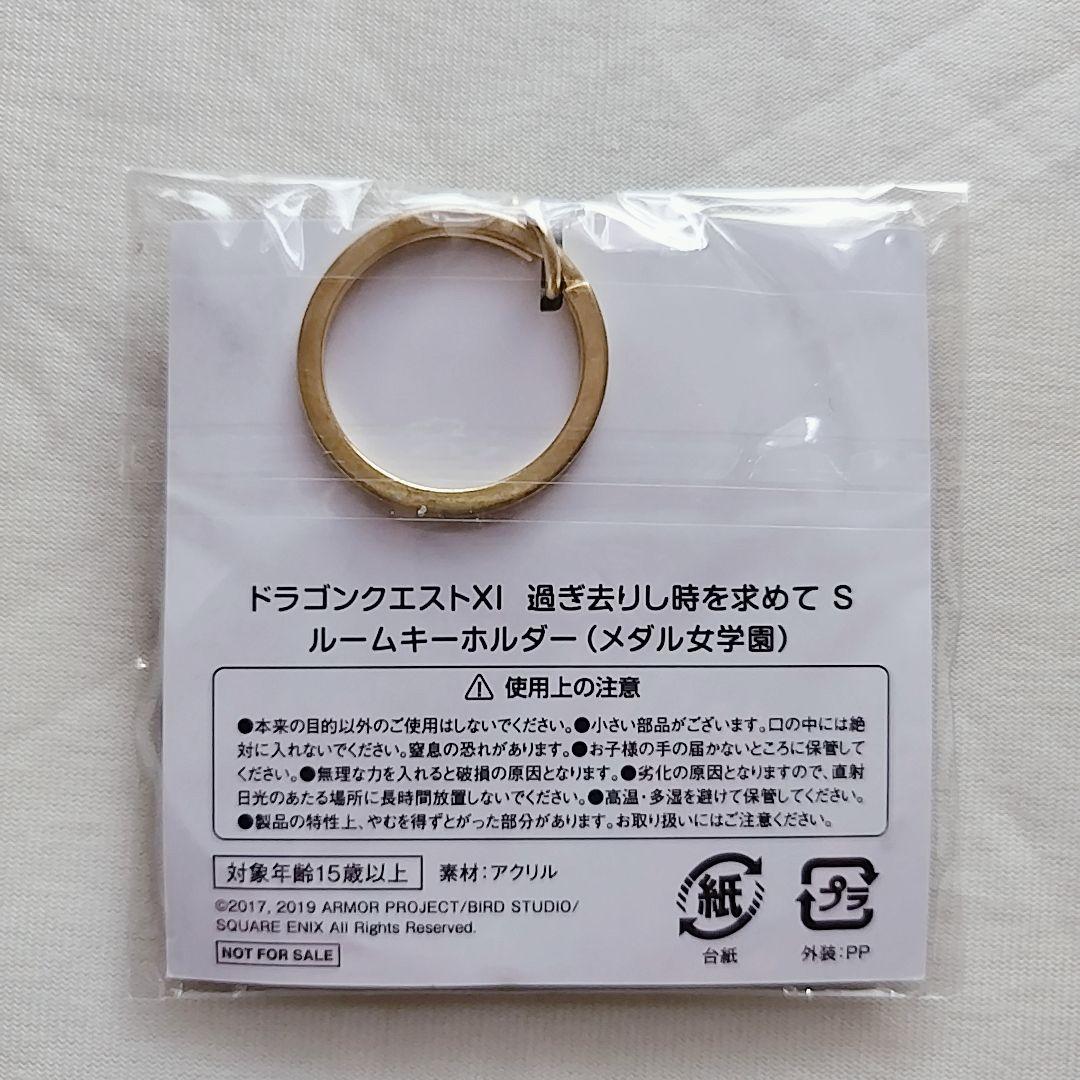 ドラゴンクエストXI 過ぎ去りし時を求めて S
ルームキーホルダー（メダル女学園）
⚠ 使用上の注意
●本来の目的以外のご使用はしないでください。●小さい部品がございます。口の中には絶
対に入れないでください。窒息の恐れがあります。●お子様の手の届かないところに保管して
ください。●無理な力を入れると破損の原因となります。●劣化の原因となりますので、直射
日光のあたる場所に長時間放置しないでください。●高温・多湿を避けて保管してください。
●製品の特性上、やむを得ずとがった部分があります。お取り扱いにはご注意ください。
対象年齢15歳以上 素材：アクリル
©2017, 2019 ARMOR PROJECT/BIRD STUDIO/
SQUARE ENIX All Rights Reserved.
NOT FOR SALE
紙
台紙
プラ
外装：PP